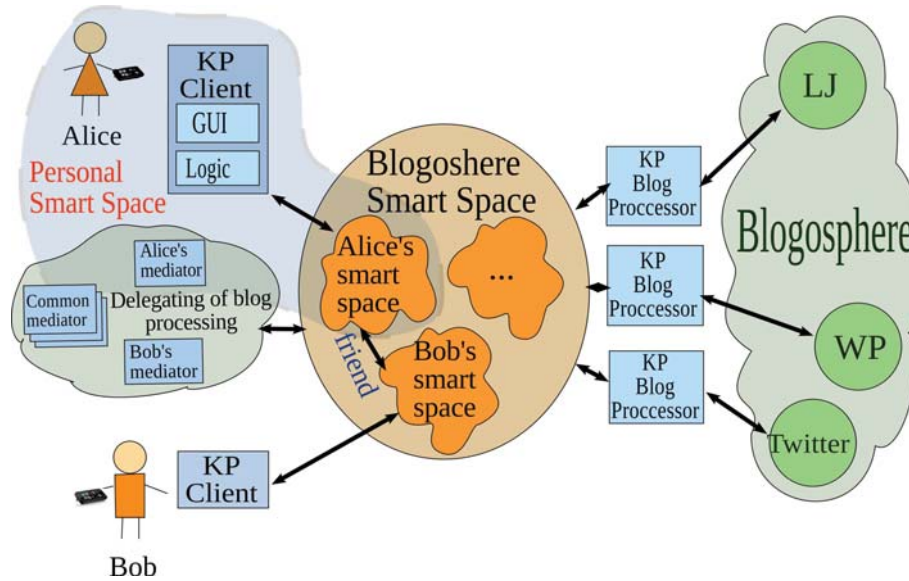 Alice
Personal
Smart Space
KP
Client
GUI
Logic
Alice's
mediator
Common
mediator
Delegating of blog
processing
Bob's
mediator
Bob
KP
Client
Blogoshere
Smart Space
Alice's
smart
space
...
friend
Bob's
smart
space
KP
Blog
Proccessor
KP
Blog
Proccessor
KP
Blog
Proccessor
LJ
Blogosphere
WP
Twitter